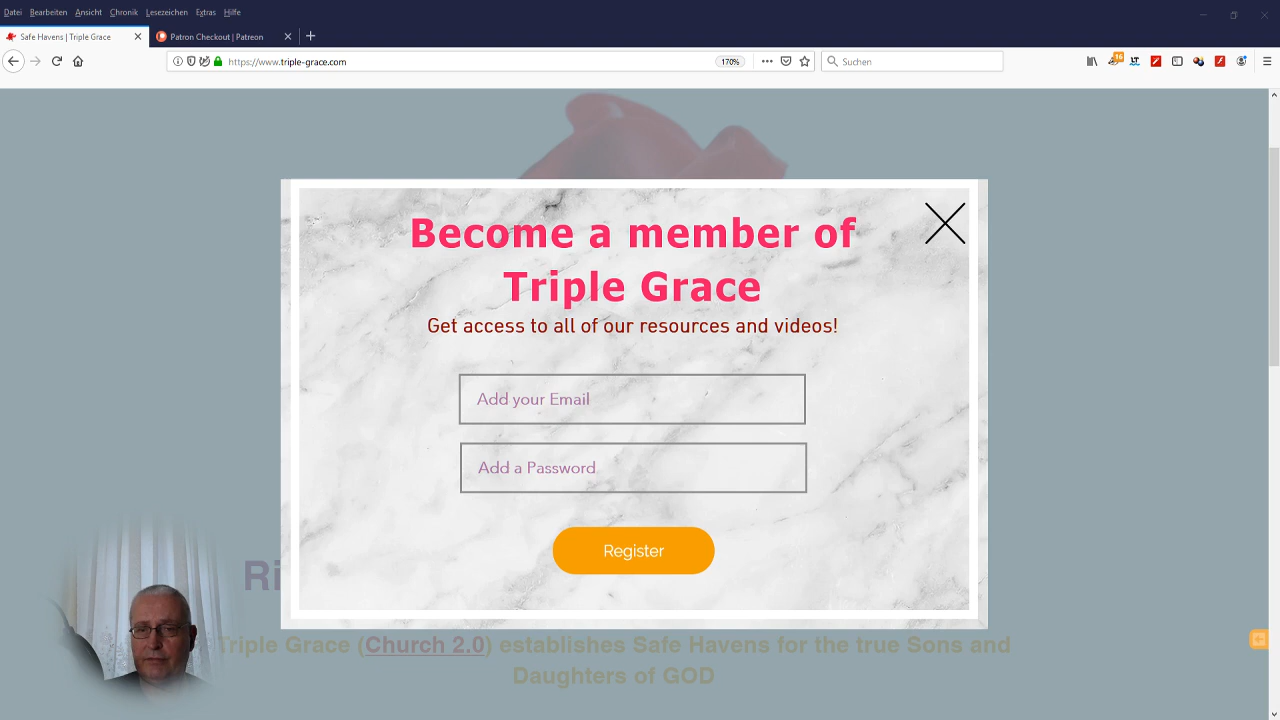 Datei Bearbeiten Ansicht Chronik Lesezeichen Extras Hilfe
Safe Havens | Triple Grace
Patron Checkout | Patreon
https://www.triple-grace.com
170%
Suchen
Become a member of
Triple Grace
Get access to all of our resources and videos!
Add your Email
Add a Password
Register
Ri
Triple Grace (Church 2.0) establishes Safe Havens for the true Sons and
Daughters of GOD